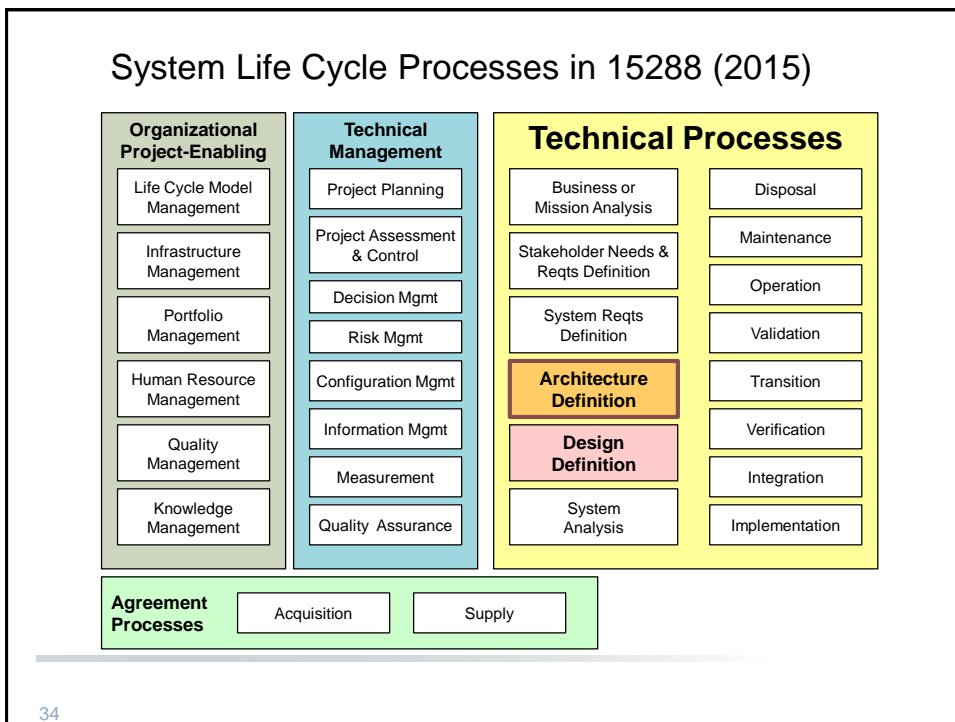 System Life Cycle Processes in 15288 (2015)
Organizational
Project-Enabling
Life Cycle Model
Management
Infrastructure
Management
Portfolio
Management
Human Resource
Management
Quality
Management
Knowledge
Management
Technical
Management
Project Planning
Project Assessment
& Control
Decision Mgmt
Risk Mgmt
Configuration Mgmt
Information Mgmt
Measurement
Quality Assurance
Technical Processes
Business or
Mission Analysis
Stakeholder Needs &
Reqts Definition
System Reqts
Definition
Architecture
Definition
Design
Definition
System
Analysis
Disposal
Maintenance
Operation
Validation
Transition
Verification
Integration
Implementation
Agreement
Processes
Acquisition
Supply
34